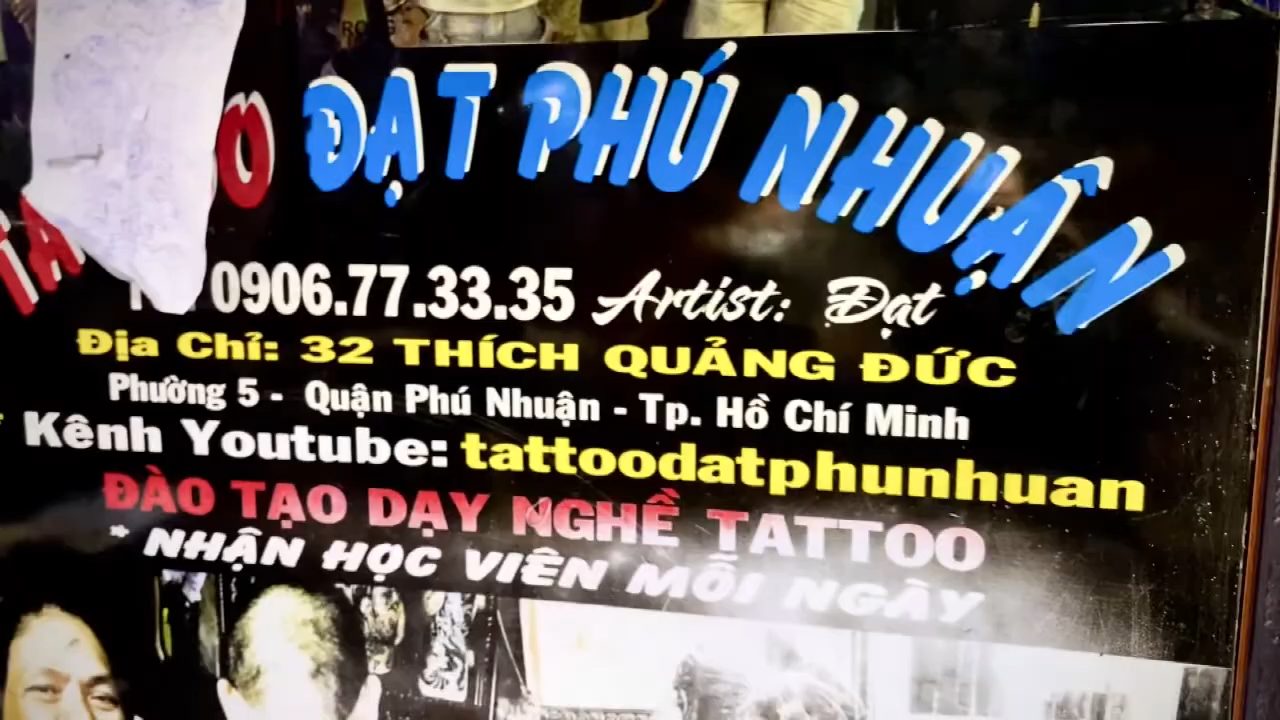 ĐẠT PHÚ NHUẬN
0906.77.33.35 Artist: Đạt
Địa Chỉ: 32 THÍCH QUẢNG ĐỨC
Phường 5 - Quận Phú Nhuận - Tp. Hồ Chí Minh
* Kênh Youtube: tattoodatphunhuan
ĐÀO TẠO DẠY NGHỀ TATTOO
* NHẬN HỌC VIÊN MỖI NGÀY